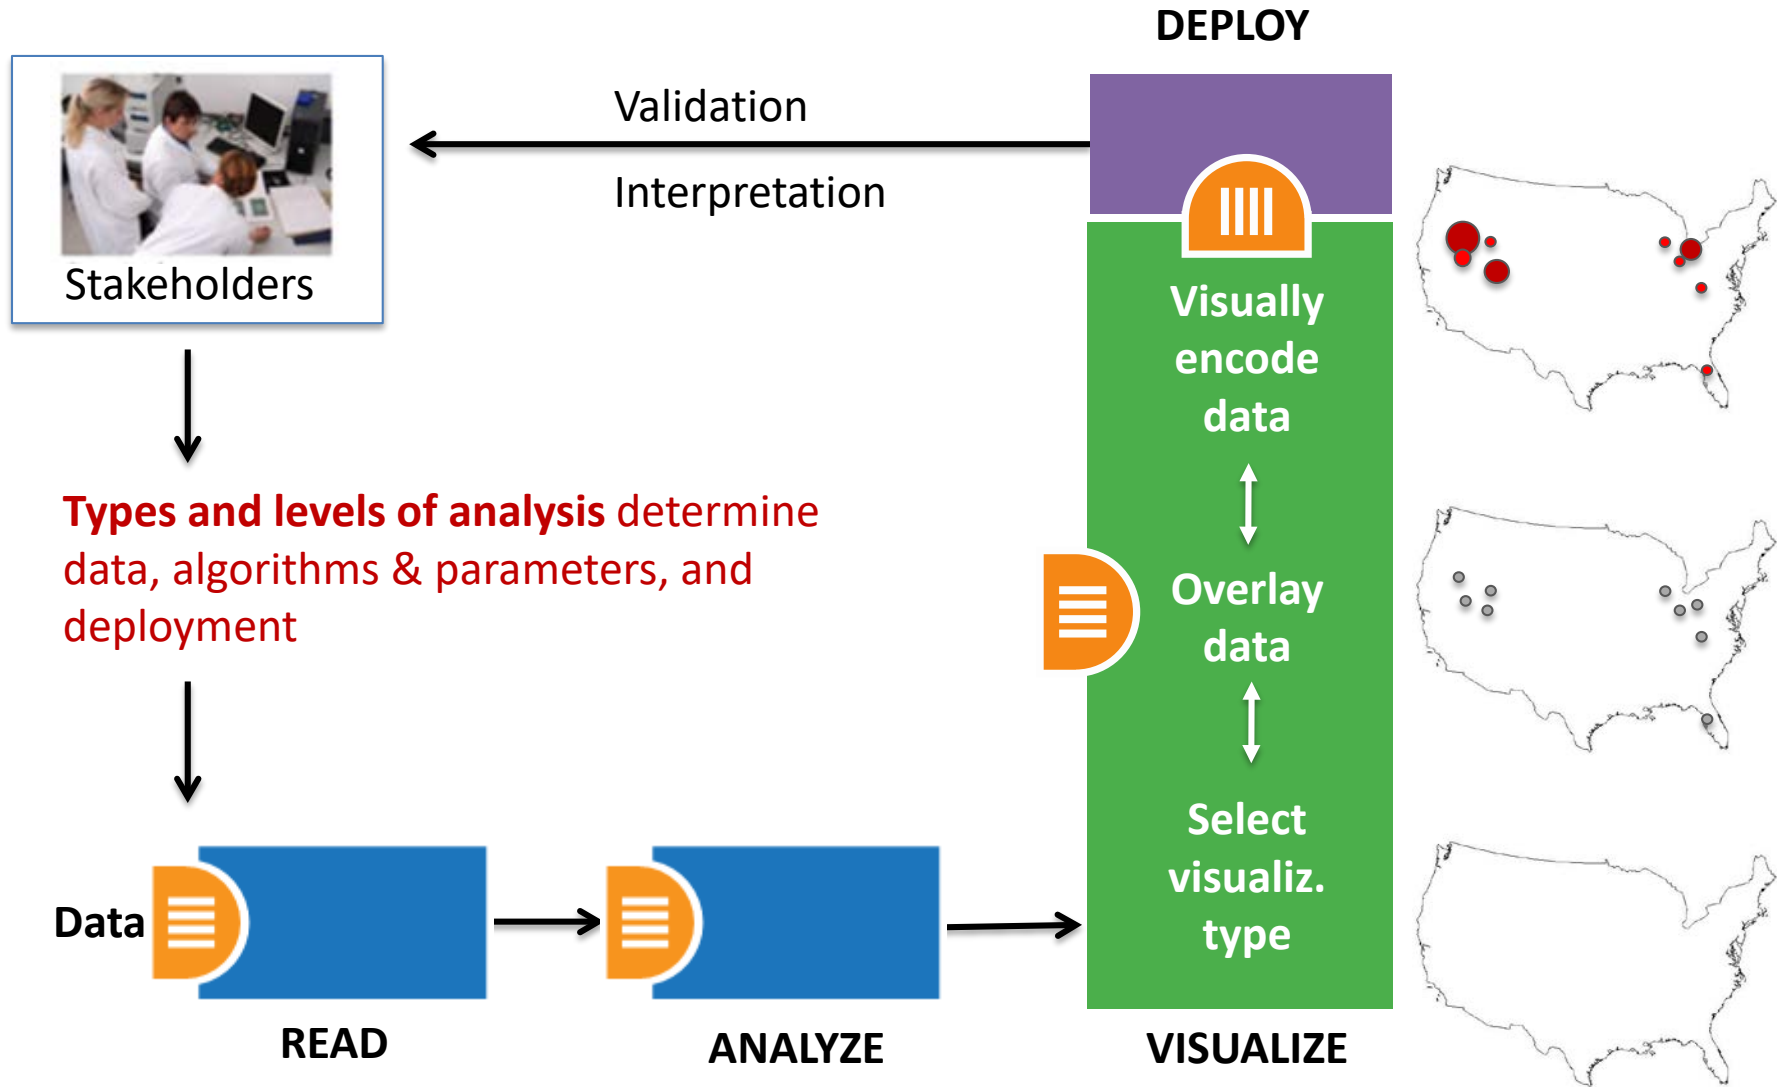 DEPLOY
Validation
Interpretation
Stakeholders
Types and levels of analysis determine
data, algorithms & parameters, and
deployment
Visually
encode
data
Overlay
data
Select
visualiz.
type
Data
READ
ANALYZE
VISUALIZE